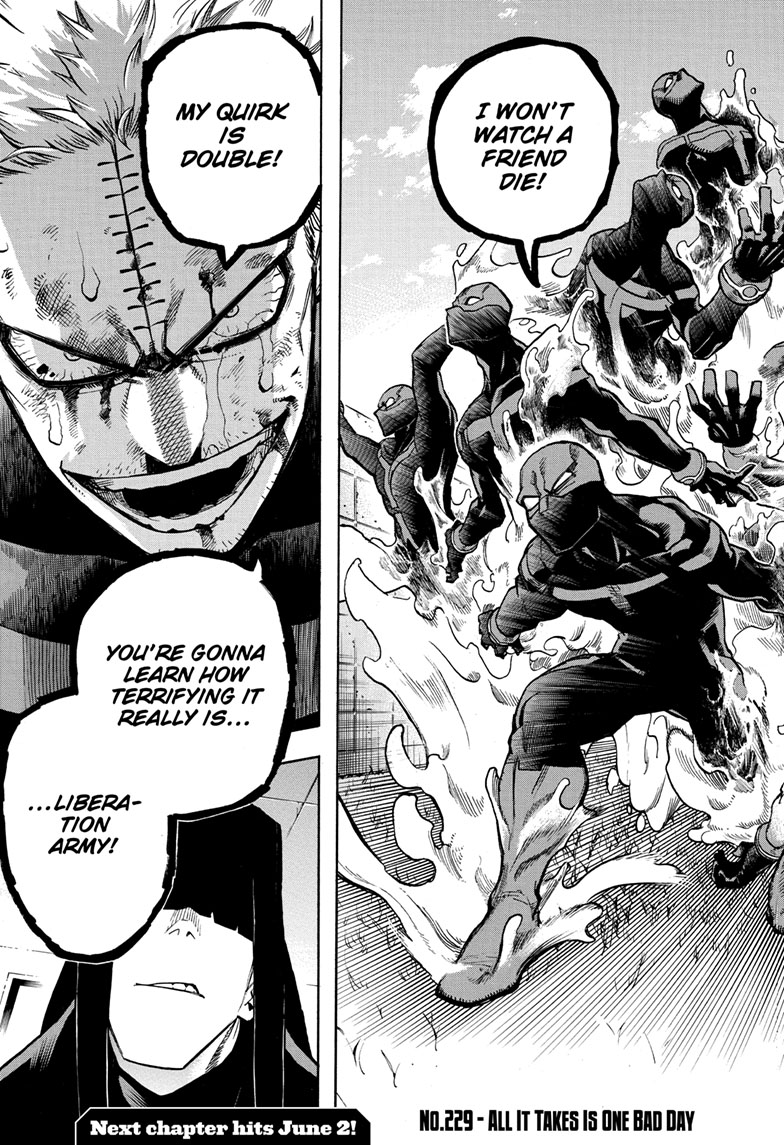 I WON'T
WATCH A
FRIEND
DIE!
MY QUIRK
IS
DOUBLE!
YOU'RE GONNA
LEARN HOW
TERRIFYING IT
REALLY IS...
...LIBERA-
TION
ARMY!
Next chapter hits June 2!
No.229 - All It Takes Is One Bad Day